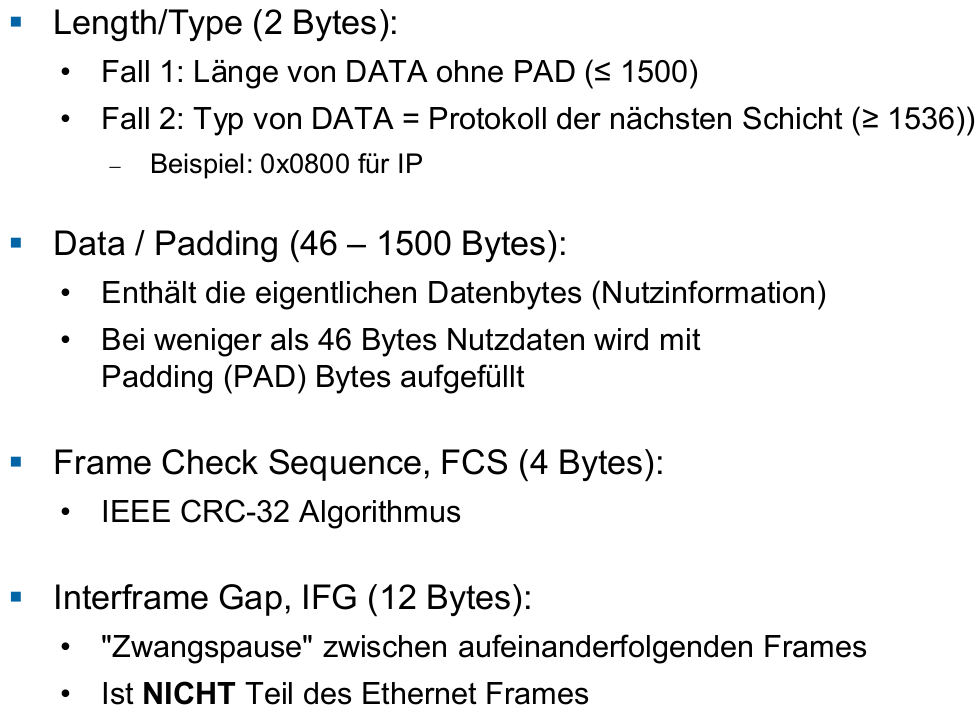 ▪ Length/Type (2 Bytes):
• Fall 1: Länge von DATA ohne PAD (≤ 1500)
• Fall 2: Typ von DATA = Protokoll der nächsten Schicht (≥ 1536))
– Beispiel: 0x0800 für IP
▪ Data / Padding (46 – 1500 Bytes):
• Enthält die eigentlichen Datenbytes (Nutzinformation)
• Bei weniger als 46 Bytes Nutzdaten wird mit
Padding (PAD) Bytes aufgefüllt
▪ Frame Check Sequence, FCS (4 Bytes):
• IEEE CRC-32 Algorithmus
▪ Interframe Gap, IFG (12 Bytes):
• "Zwangspause" zwischen aufeinanderfolgenden Frames
• Ist NICHT Teil des Ethernet Frames